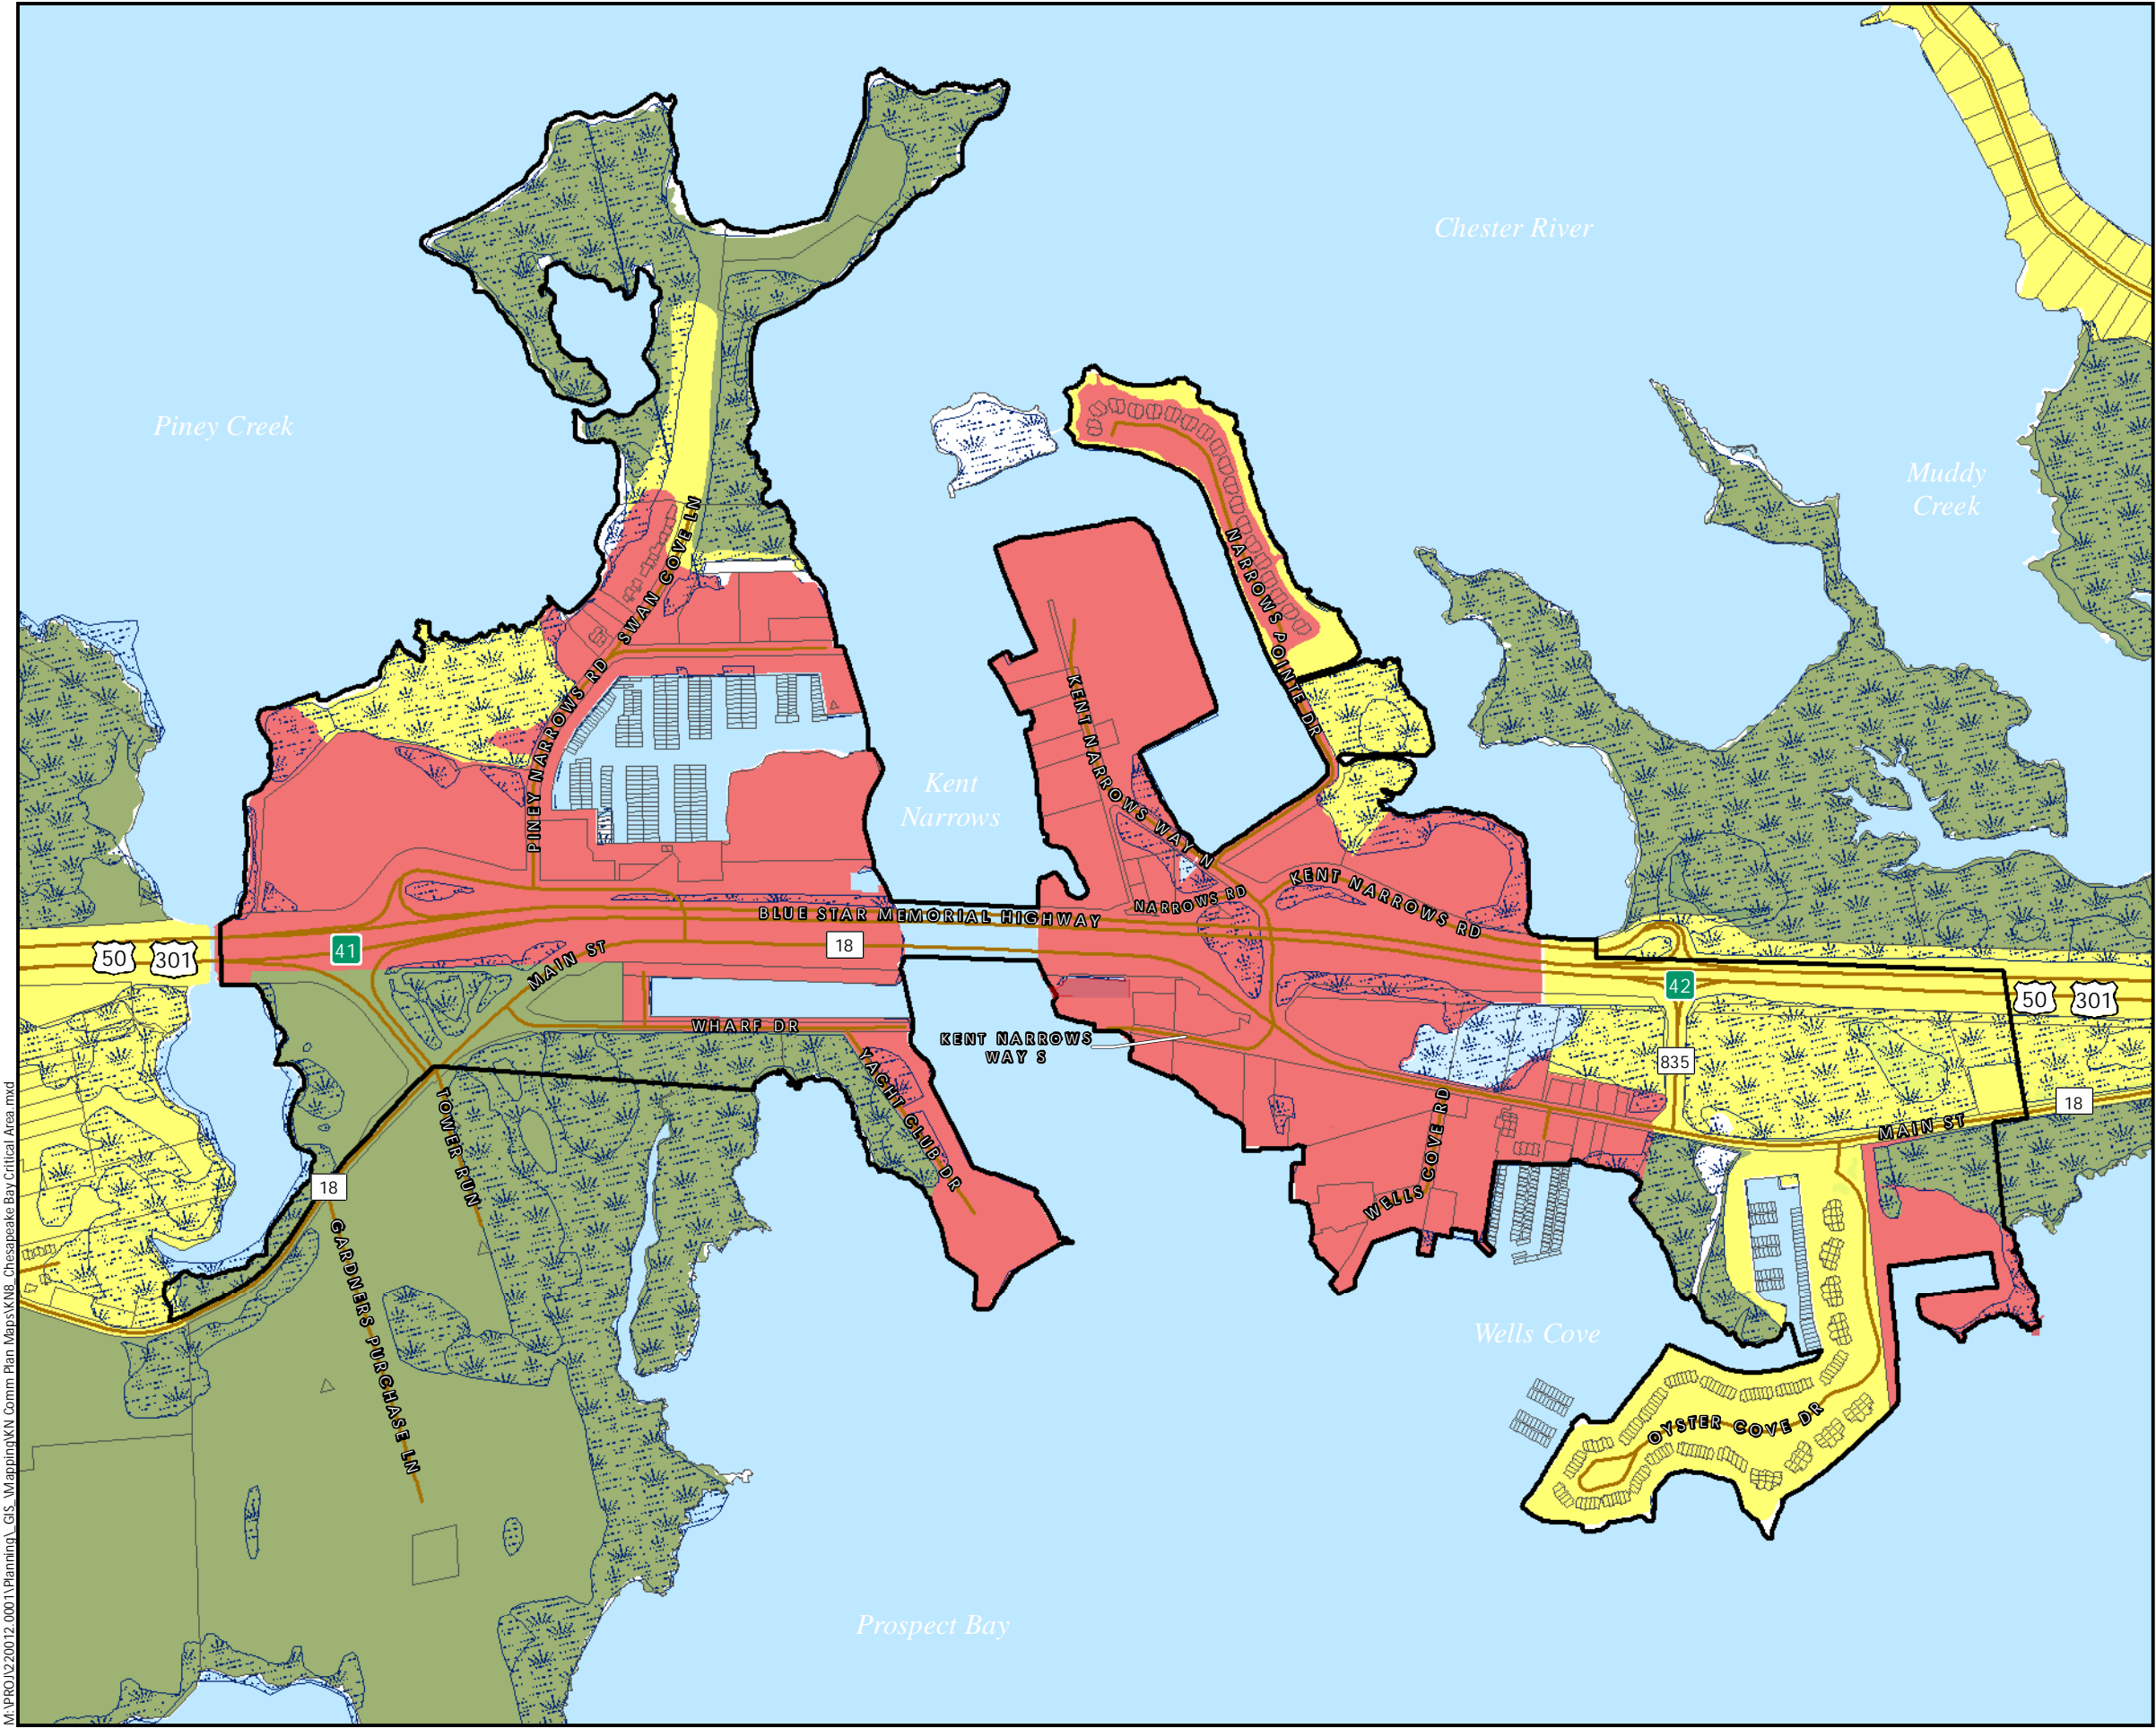 Chester River
Piney Creek
Muddy
Creek
SWAN COVE LN
NARROWS POINTE DR
PINEY NARROWS RD
KENT NARROWS WAY N
Kent
Narrows
KENT NARROWS RD
NARROWS RD
BLUE STAR MEMORIAL HIGHWAY
50
301
41
MAIN ST
18
42
50
301
WHARF DR
KENT NARROWS
WAY S
835
YACHT CLUB DR
TOWER RUN
WELLS COVE RD
MAIN ST
18
18
GARDNERS PURCHASE LN
Wells Cove
OYSTER COVE DR
Prospect Bay
M:\PROJ\220012.0001\Planning\_GIS_\Mapping\KN Comm Plan Maps\KN8_Chesapeake Bay Critical Area.mxd